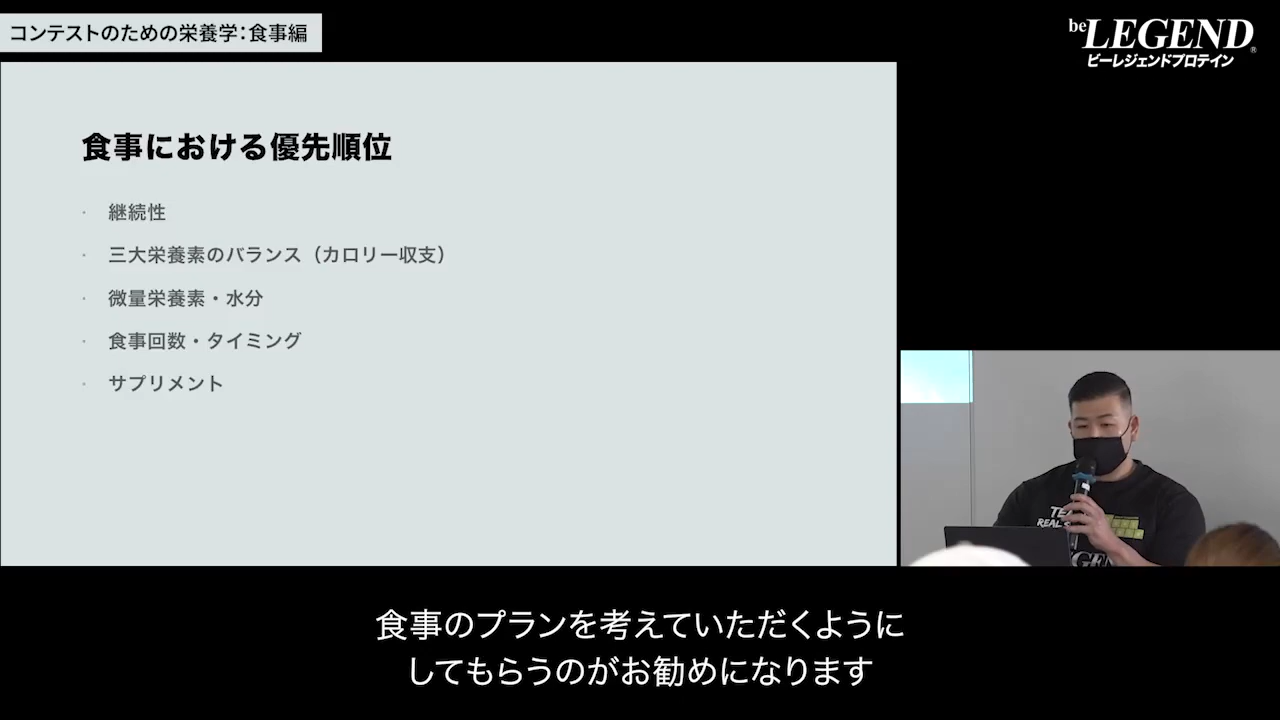 コンテストのための栄養学：食事編
be LEGEND®
ビーレジェンドプロテイン
食事における優先順位
· 継続性
· 三大栄養素のバランス（カロリー収支）
· 微量栄養素・水分
· 食事回数・タイミング
· サプリメント
食事のプランを考えていただくように
してもらうのがお勧めになります